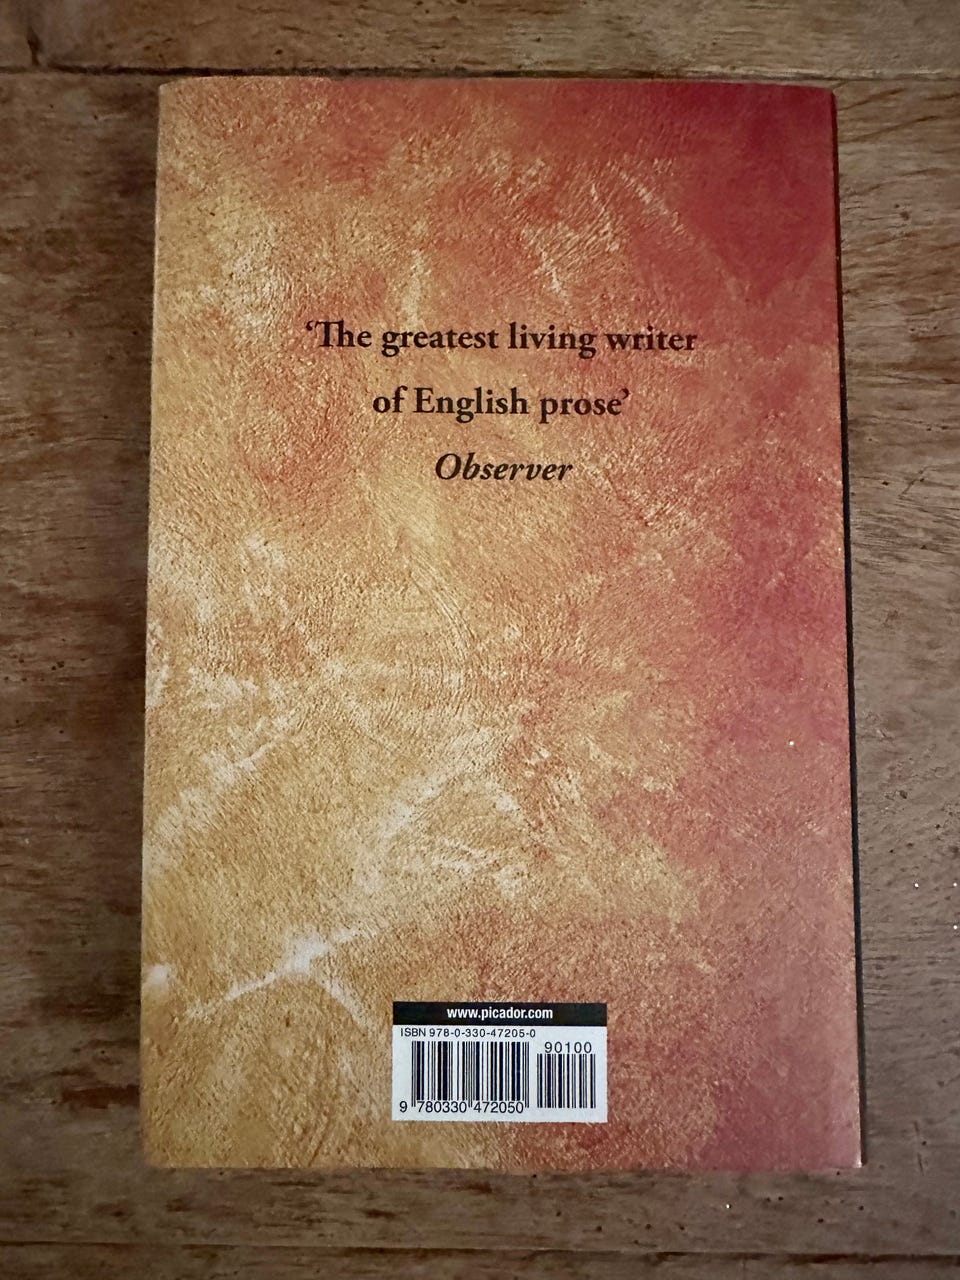 ‘The greatest living writer
of English prose’
Observer
www.picador.com
ISBN 978-0-330-47205-0
90100
9 780330 472050